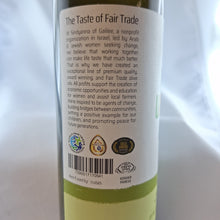 The Taste of Fair Trade
At Sindyanna of Galilee, a nonprofit
organization in Israel, led by Arab
& Jewish women seeking change,
we believe that working together
can make life taste that much better.
That is why we have created an
exceptional line of premium quality,
award winning and Fair Trade olive
oils. All profits support the creation of
economic opportunities and education
for women and assist local farmers.
to inspire to be agents of change,
building bridges between communities,
setting a positive example for our
children, and promoting peace for
future generations.
KOSHER
PAREVE